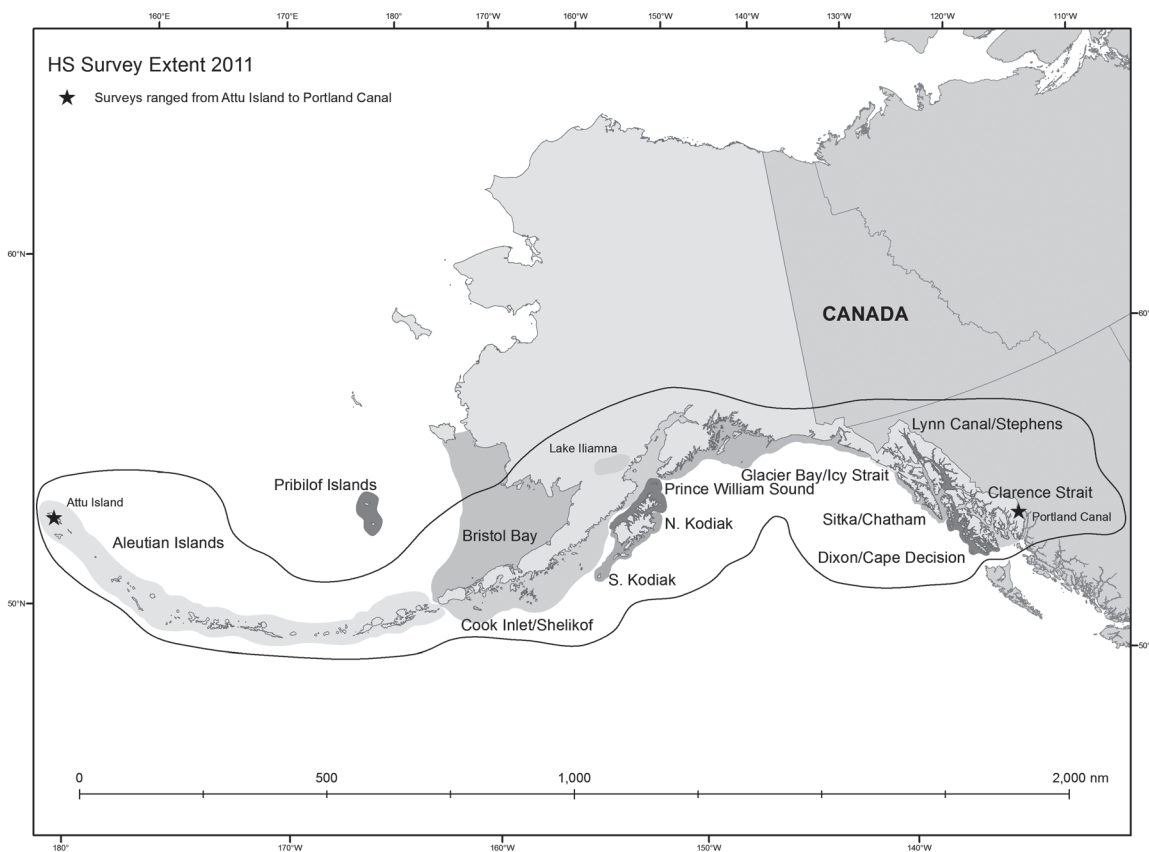 160°E 170°E 180° 170°W 160°W 150°W 140°W 130°W 120°W 110°W
HS Survey Extent 2011
★ Surveys ranged from Attu Island to Portland Canal
60°N
CANADA
60°
Lynn Canal/Stephens
Lake Iliamna
Glacier Bay/Icy Strait
Pribilof Islands
Prince William Sound
Clarence Strait
Attu Island
Portland Canal
Sitka/Chatham
N. Kodiak
Bristol Bay
Aleutian Islands
Dixon/Cape Decision
S. Kodiak
50°N
Cook Inlet/Shelikof
50°
0 500 1,000 2,000 nm
180° 170°W 160°W 150°W 140°W